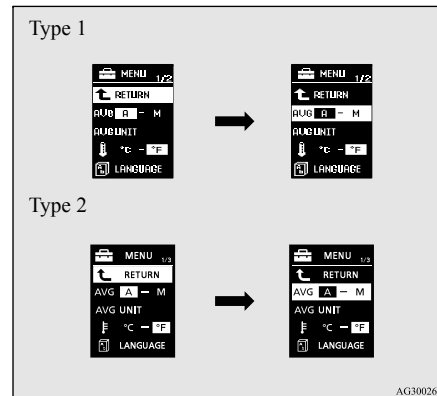 Type 1
MENU 1/2
RETURN
AVG A - M
AVG UNIT
°C - °F
LANGUAGE
MENU 1/2
RETURN
AVG A - M
AVG UNIT
°C - °F
LANGUAGE
Type 2
MENU 1/3
RETURN
AVG A - M
AVG UNIT
°C - °F
LANGUAGE
MENU 1/3
RETURN
AVG A - M
AVG UNIT
°C - °F
LANGUAGE
AG30026